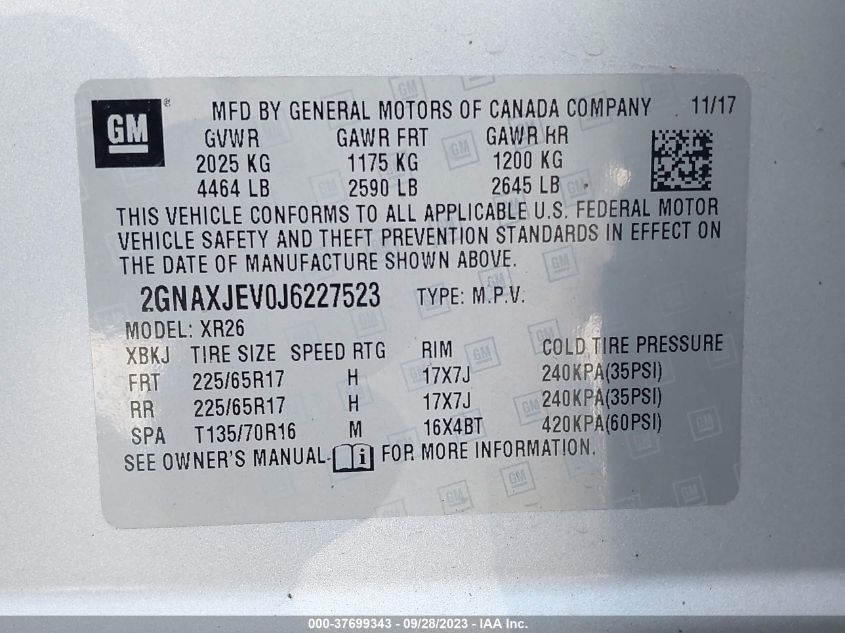 GM ® MFD BY GENERAL MOTORS OF CANADA COMPANY 11/17
GVWR GAWR FRT GAWR RR
2025 KG 1175 KG 1200 KG
4464 LB 2590 LB 2645 LB
THIS VEHICLE CONFORMS TO ALL APPLICABLE U.S. FEDERAL MOTOR
VEHICLE SAFETY AND THEFT PREVENTION STANDARDS IN EFFECT ON
THE DATE OF MANUFACTURE SHOWN ABOVE.
2GNAXJEV0J6227523 TYPE: M.P.V.
MODEL: XR26
XBKJ TIRE SIZE SPEED RTG RIM COLD TIRE PRESSURE
FRT 225/65R17 H 17X7J 240KPA(35PSI)
RR 225/65R17 H 17X7J 240KPA(35PSI)
SPA T135/70R16 M 16X4BT 420KPA(60PSI)
SEE OWNER'S MANUAL i FOR MORE INFORMATION.
000-37699343 - 09/28/2023 - IAA Inc.